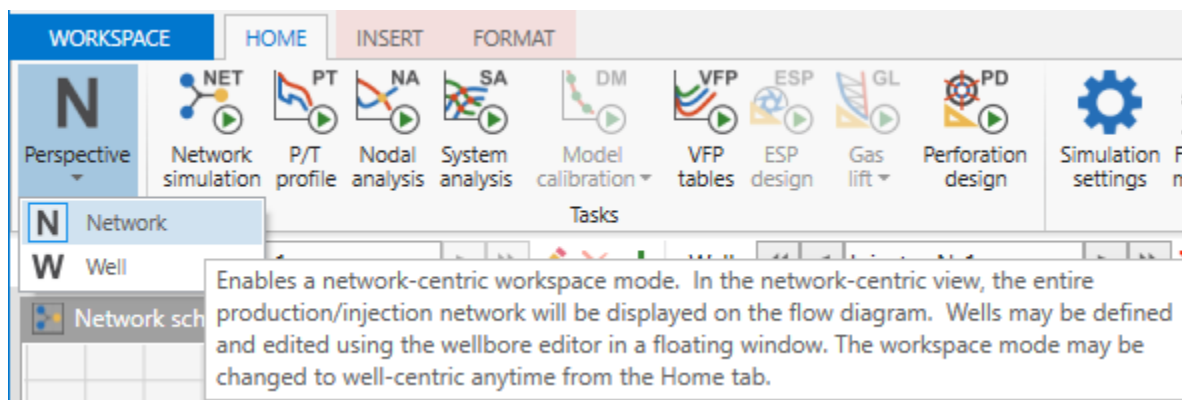 WORKSPACE HOME INSERT FORMAT
N NET PT NA SA DM VFP ESP GL PD
Perspective Network P/T Nodal System Model VFP ESP Gas Perforation Simulation
simulation profile analysis analysis calibration tables design lift design settings
Tasks
N Network
W Well
Enables a network-centric workspace mode. In the network-centric view, the entire
Network sch production/injection network will be displayed on the flow diagram. Wells may be defined
and edited using the wellbore editor in a floating window. The workspace mode may be
changed to well-centric anytime from the Home tab.